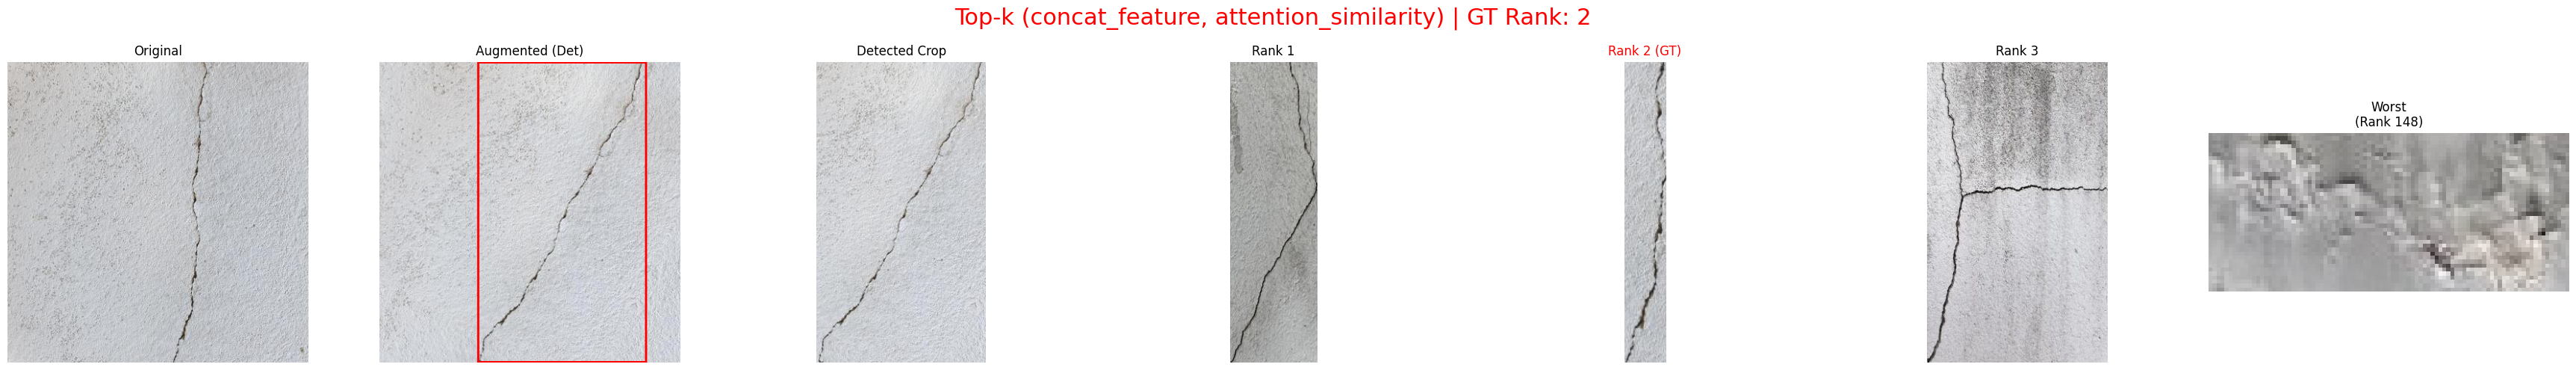 Top-k (concat_feature, attention_similarity) | GT Rank: 2
Original
Augmented (Det)
Detected Crop
Rank 1
Rank 2 (GT)
Rank 3
Worst
(Rank 148)